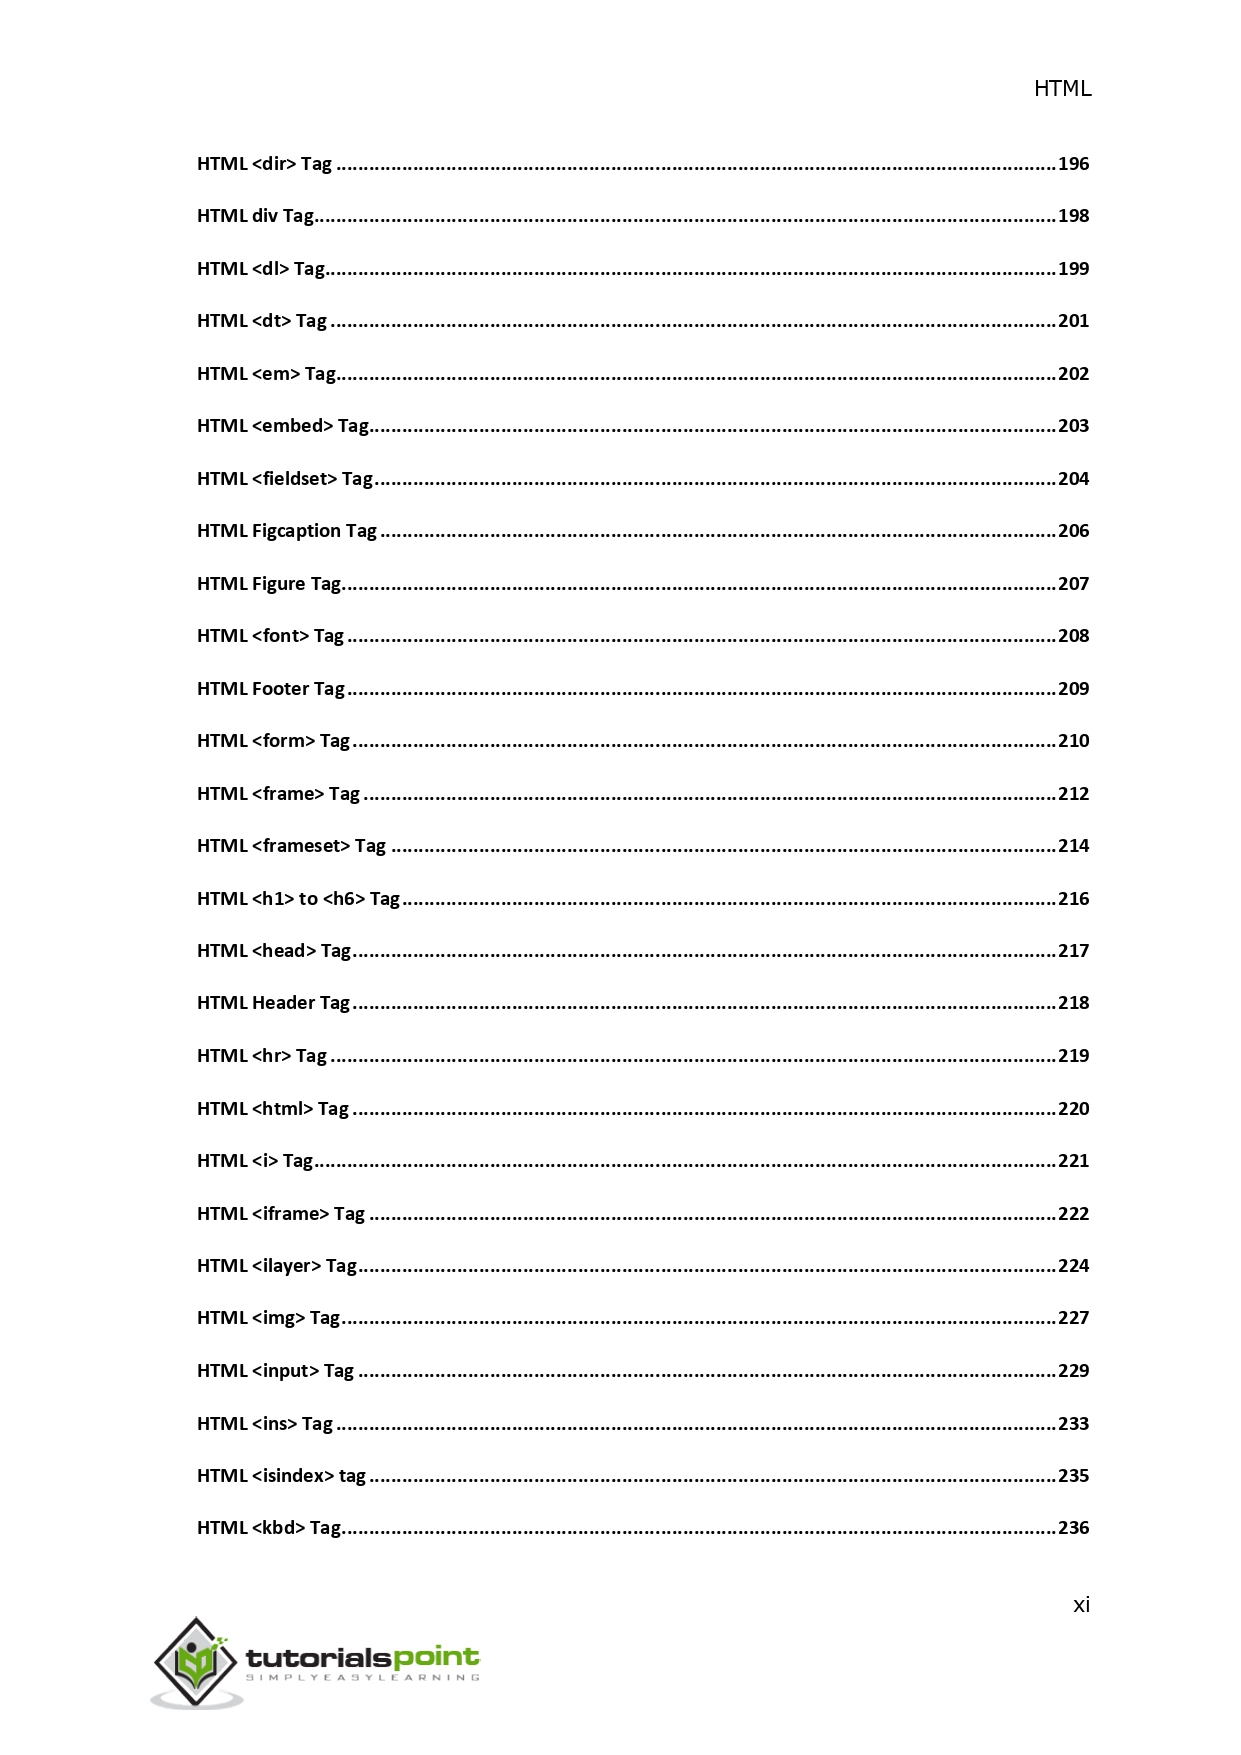 HTML
HTML <dir> Tag ........................................................................................................................................ 196
HTML div Tag........................................................................................................................................ 198
HTML <dl> Tag........................................................................................................................................ 199
HTML <dt> Tag ........................................................................................................................................ 201
HTML <em> Tag........................................................................................................................................ 202
HTML <embed> Tag........................................................................................................................................ 203
HTML <fieldset> Tag........................................................................................................................................ 204
HTML Figcaption Tag ........................................................................................................................................ 206
HTML Figure Tag........................................................................................................................................ 207
HTML <font> Tag ........................................................................................................................................ 208
HTML Footer Tag........................................................................................................................................ 209
HTML <form> Tag........................................................................................................................................ 210
HTML <frame> Tag ........................................................................................................................................ 212
HTML <frameset> Tag ........................................................................................................................................ 214
HTML <h1> to <h6> Tag........................................................................................................................................ 216
HTML <head> Tag........................................................................................................................................ 217
HTML Header Tag........................................................................................................................................ 218
HTML <hr> Tag ........................................................................................................................................ 219
HTML <html> Tag ........................................................................................................................................ 220
HTML <i> Tag........................................................................................................................................ 221
HTML <iframe> Tag ........................................................................................................................................ 222
HTML <ilayer> Tag........................................................................................................................................ 224
HTML <img> Tag........................................................................................................................................ 227
HTML <input> Tag ........................................................................................................................................ 229
HTML <ins> Tag ........................................................................................................................................ 233
HTML <isindex> tag ........................................................................................................................................ 235
HTML <kbd> Tag........................................................................................................................................ 236
xi
tutorialspoint
SIMPLYEASYLEARNING